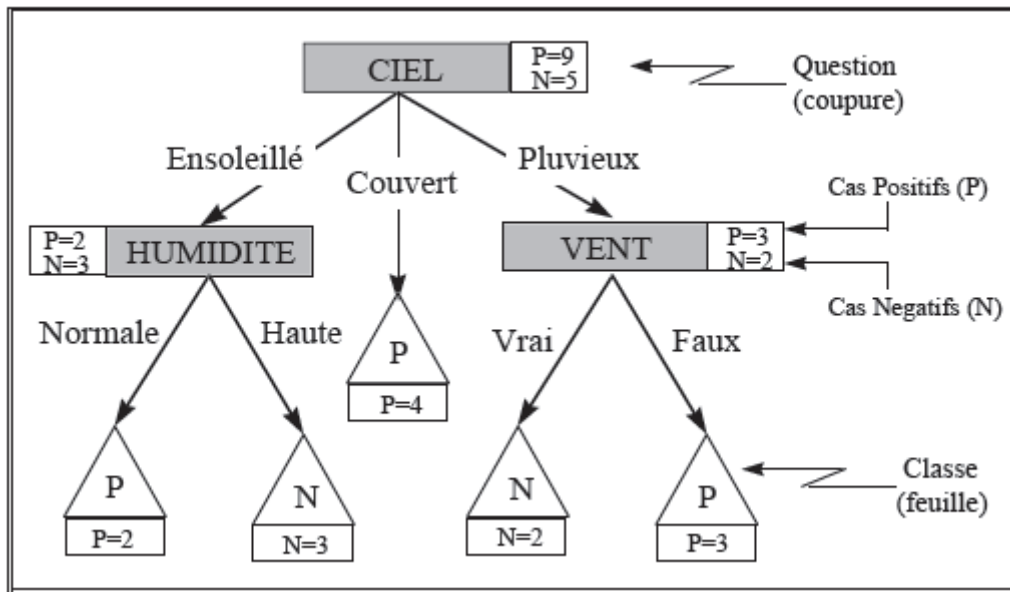 CIEL
P=9
N=5
Question
(coupure)
Ensoleillé
Couvert
Pluvieux
Cas Positifs (P)
P=2
N=3
HUMIDITE
VENT
P=3
N=2
Cas Negatifs (N)
Normale
Haute
P
P=4
Vrai
Faux
P
P=2
N
N=3
N
N=2
P
P=3
Classe
(feuille)